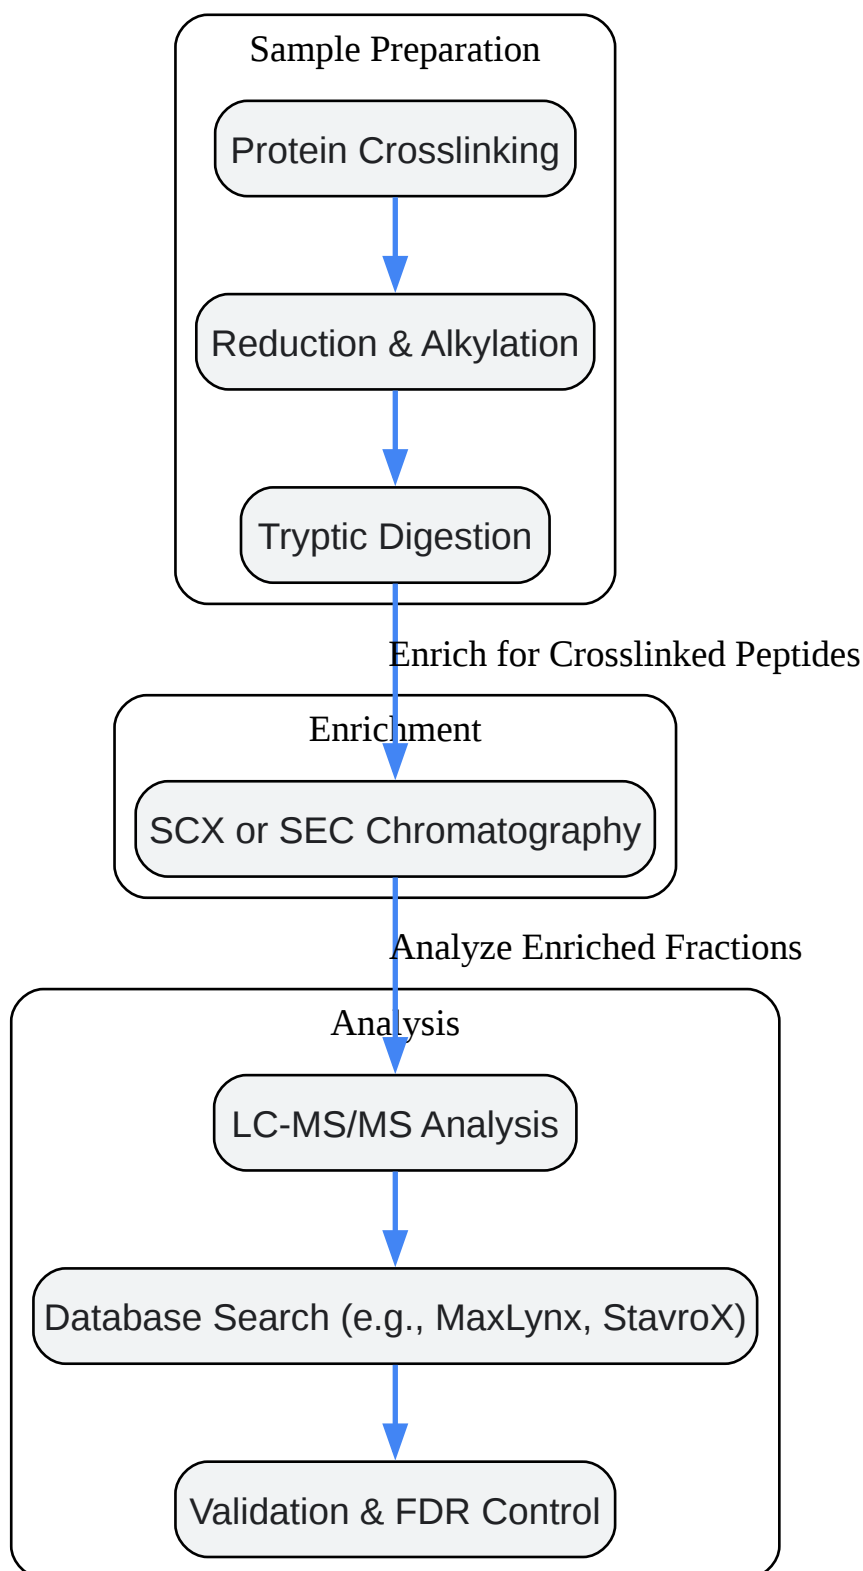 Sample Preparation
Protein Crosslinking
Reduction & Alkylation
Tryptic Digestion
Enrich for Crosslinked Peptides
Enrichment
SCX or SEC Chromatography
Analyze Enriched Fractions
Analysis
LC-MS/MS Analysis
Database Search (e.g., MaxLynx, StavroX)
Validation & FDR Control